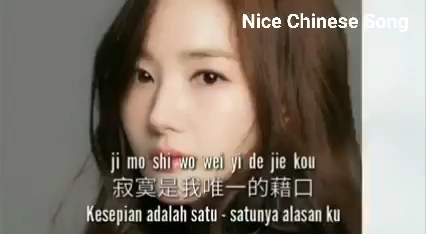 Nice Chinese Song
ji mo shi wo wei yi de jie kou
寂寞是我唯一的藉口
Kesepian adalah satu - satunya alasan ku